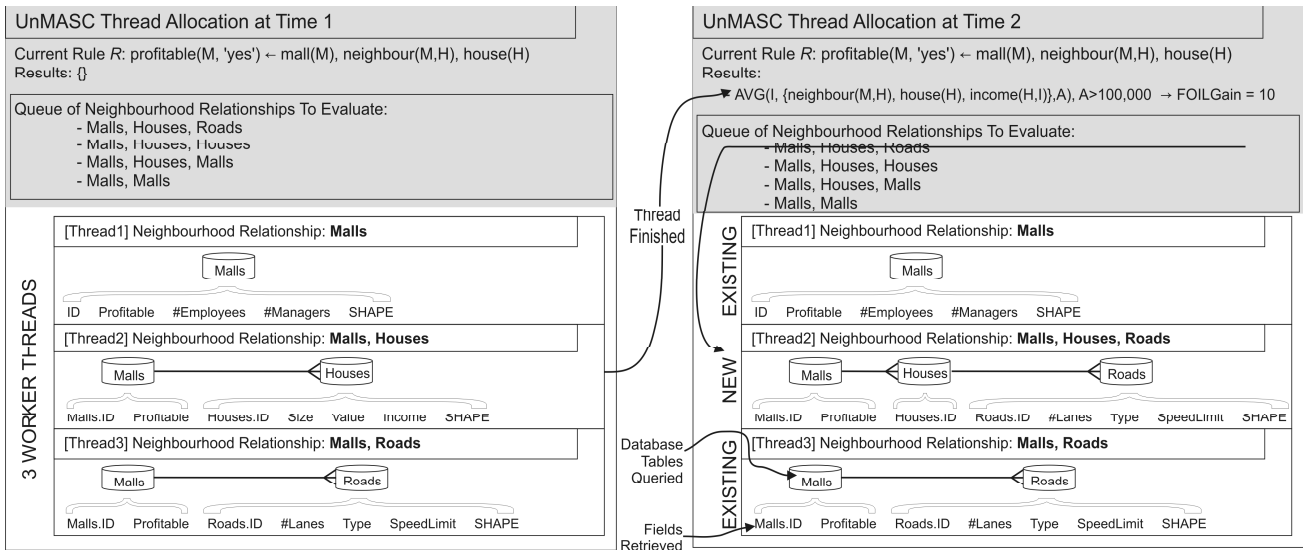 UnMASC Thread Allocation at Time 1
Current Rule R: profitable(M, 'yes') ← mall(M), neighbour(M,H), house(H)
Results: {}
Queue of Neighbourhood Relationships To Evaluate:
- Malls, Houses, Roads
- Malls, Houses, Houses
- Malls, Houses, Malls
- Malls, Malls
3 WORKER THREADS
[Thread1] Neighbourhood Relationship: Malls
Malls
ID Profitable #Employees #Managers SHAPE
[Thread2] Neighbourhood Relationship: Malls, Houses
Malls Houses
Malls.ID Profitable Houses.ID Size Value Income SHAPE
[Thread3] Neighbourhood Relationship: Malls, Roads
Malls Roads
Malls.ID Profitable Roads.ID #Lanes Type SpeedLimit SHAPE
Thread
Finished
Database
Tables
Queried
Fields
Retrieved
UnMASC Thread Allocation at Time 2
Current Rule R: profitable(M, 'yes') ← mall(M), neighbour(M,H), house(H)
Results:
AVG(I, {neighbour(M,H), house(H), income(H,I)},A), A>100,000 → FOILGain = 10
Queue of Neighbourhood Relationships To Evaluate:
- Malls, Houses, Roads
- Malls, Houses, Houses
- Malls, Houses, Malls
- Malls, Malls
EXISTING
[Thread1] Neighbourhood Relationship: Malls
Malls
ID Profitable #Employees #Managers SHAPE
NEW
[Thread2] Neighbourhood Relationship: Malls, Houses, Roads
Malls Houses Roads
Malls.ID Profitable Houses.ID Roads.ID #Lanes Type SpeedLimit SHAPE
EXISTING
[Thread3] Neighbourhood Relationship: Malls, Roads
Malls Roads
Malls.ID Profitable Roads.ID #Lanes Type SpeedLimit SHAPE